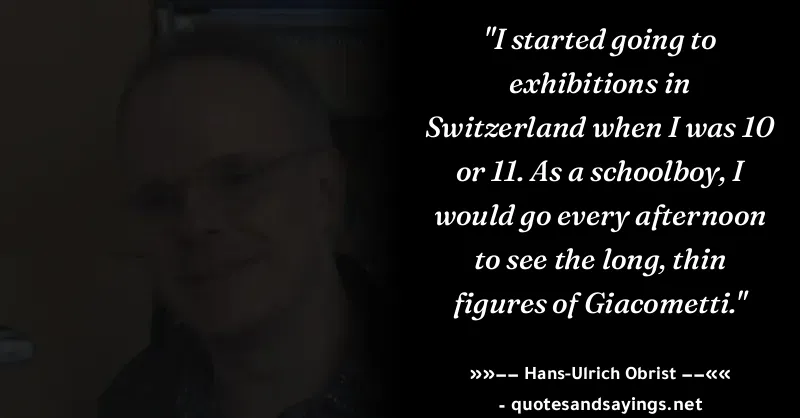 "I started going to
exhibitions in
Switzerland when I was 10
or 11. As a schoolboy, I
would go every afternoon
to see the long, thin
figures of Giacometti."
»»–– Hans-Ulrich Obrist ––««
- quotesandsayings.net